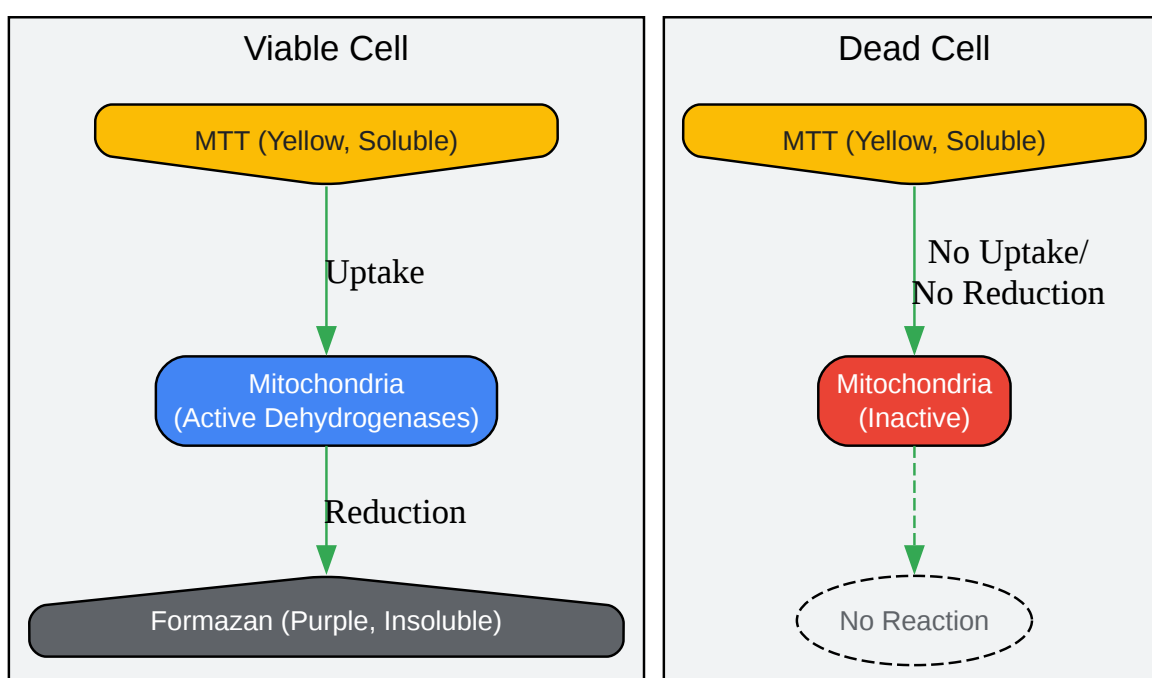 Viable Cell
MTT (Yellow, Soluble)
Uptake
Mitochondria
(Active Dehydrogenases)
Reduction
Formazan (Purple, Insoluble)
Dead Cell
MTT (Yellow, Soluble)
No Uptake/
No Reduction
Mitochondria
(Inactive)
No Reaction